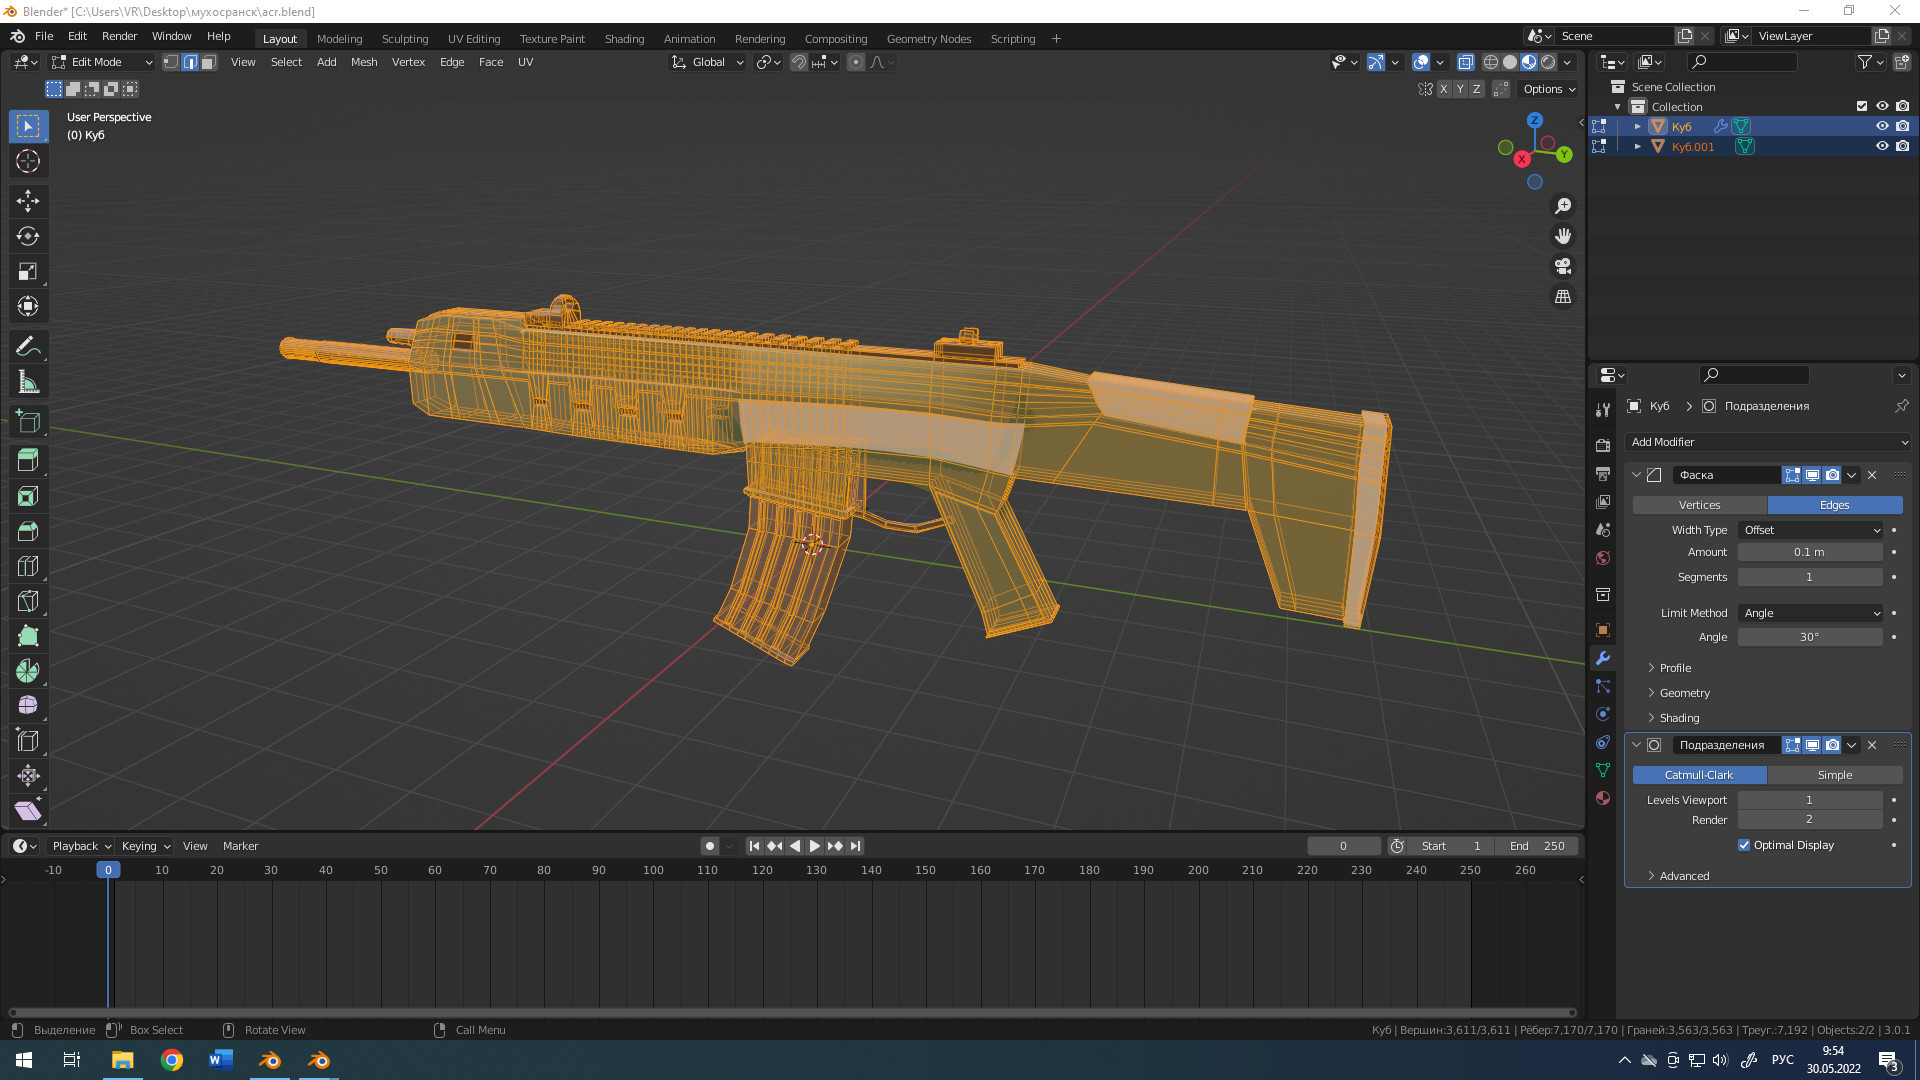 Blender* [C:\Users\VR\Desktop\мухосранск\acr.blend]
File Edit Render Window Help Layout Modeling Sculpting UV Editing Texture Paint Shading Animation Rendering Compositing Geometry Nodes Scripting + Scene ViewLayer
Edit Mode View Select Add Mesh Vertex Edge Face UV Global
X Y Z Options
User Perspective
(0) Куб
Z
Y
X
Scene Collection
Collection
Куб
Куб.001
Куб > Подразделения
Add Modifier
Фаска
Vertices Edges
Width Type Offset
Amount 0.1 m
Segments 1
Limit Method Angle
Angle 30°
Profile
Geometry
Shading
Подразделения
Catmull-Clark Simple
Levels Viewport 1
Render 2
Optimal Display
Advanced
Playback Keying View Marker 0 Start 1 End 250
-10 0 10 20 30 40 50 60 70 80 90 100 110 120 130 140 150 160 170 180 190 200 210 220 230 240 250 260
Выделение Box Select Rotate View Call Menu
Куб | Вершин:3,611/3,611 | Рёбер:7,170/7,170 | Граней:3,563/3,563 | Треуг.:7,192 | Objects:2/2 | 3.0.1
РУС
9:54
30.05.2022
3